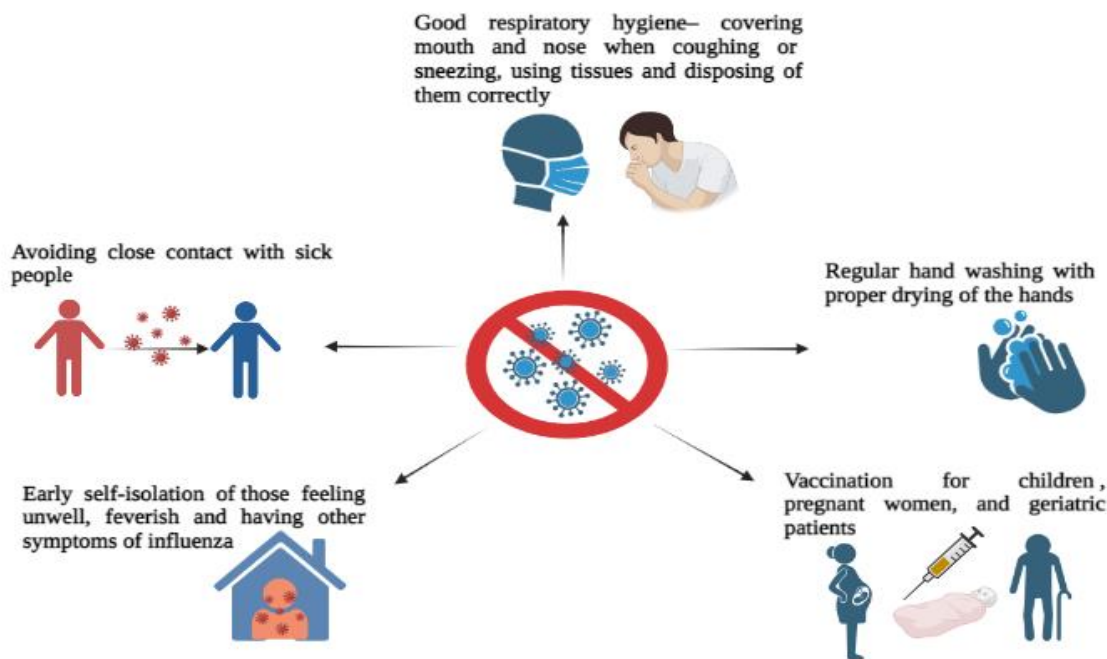 Good respiratory hygiene– covering
mouth and nose when coughing or
sneezing, using tissues and disposing of
them correctly
Avoiding close contact with sick
people
Regular hand washing with
proper drying of the hands
Early self-isolation of those feeling
unwell, feverish and having other
symptoms of influenza
Vaccination for children ,
pregnant women, and geriatric
patients